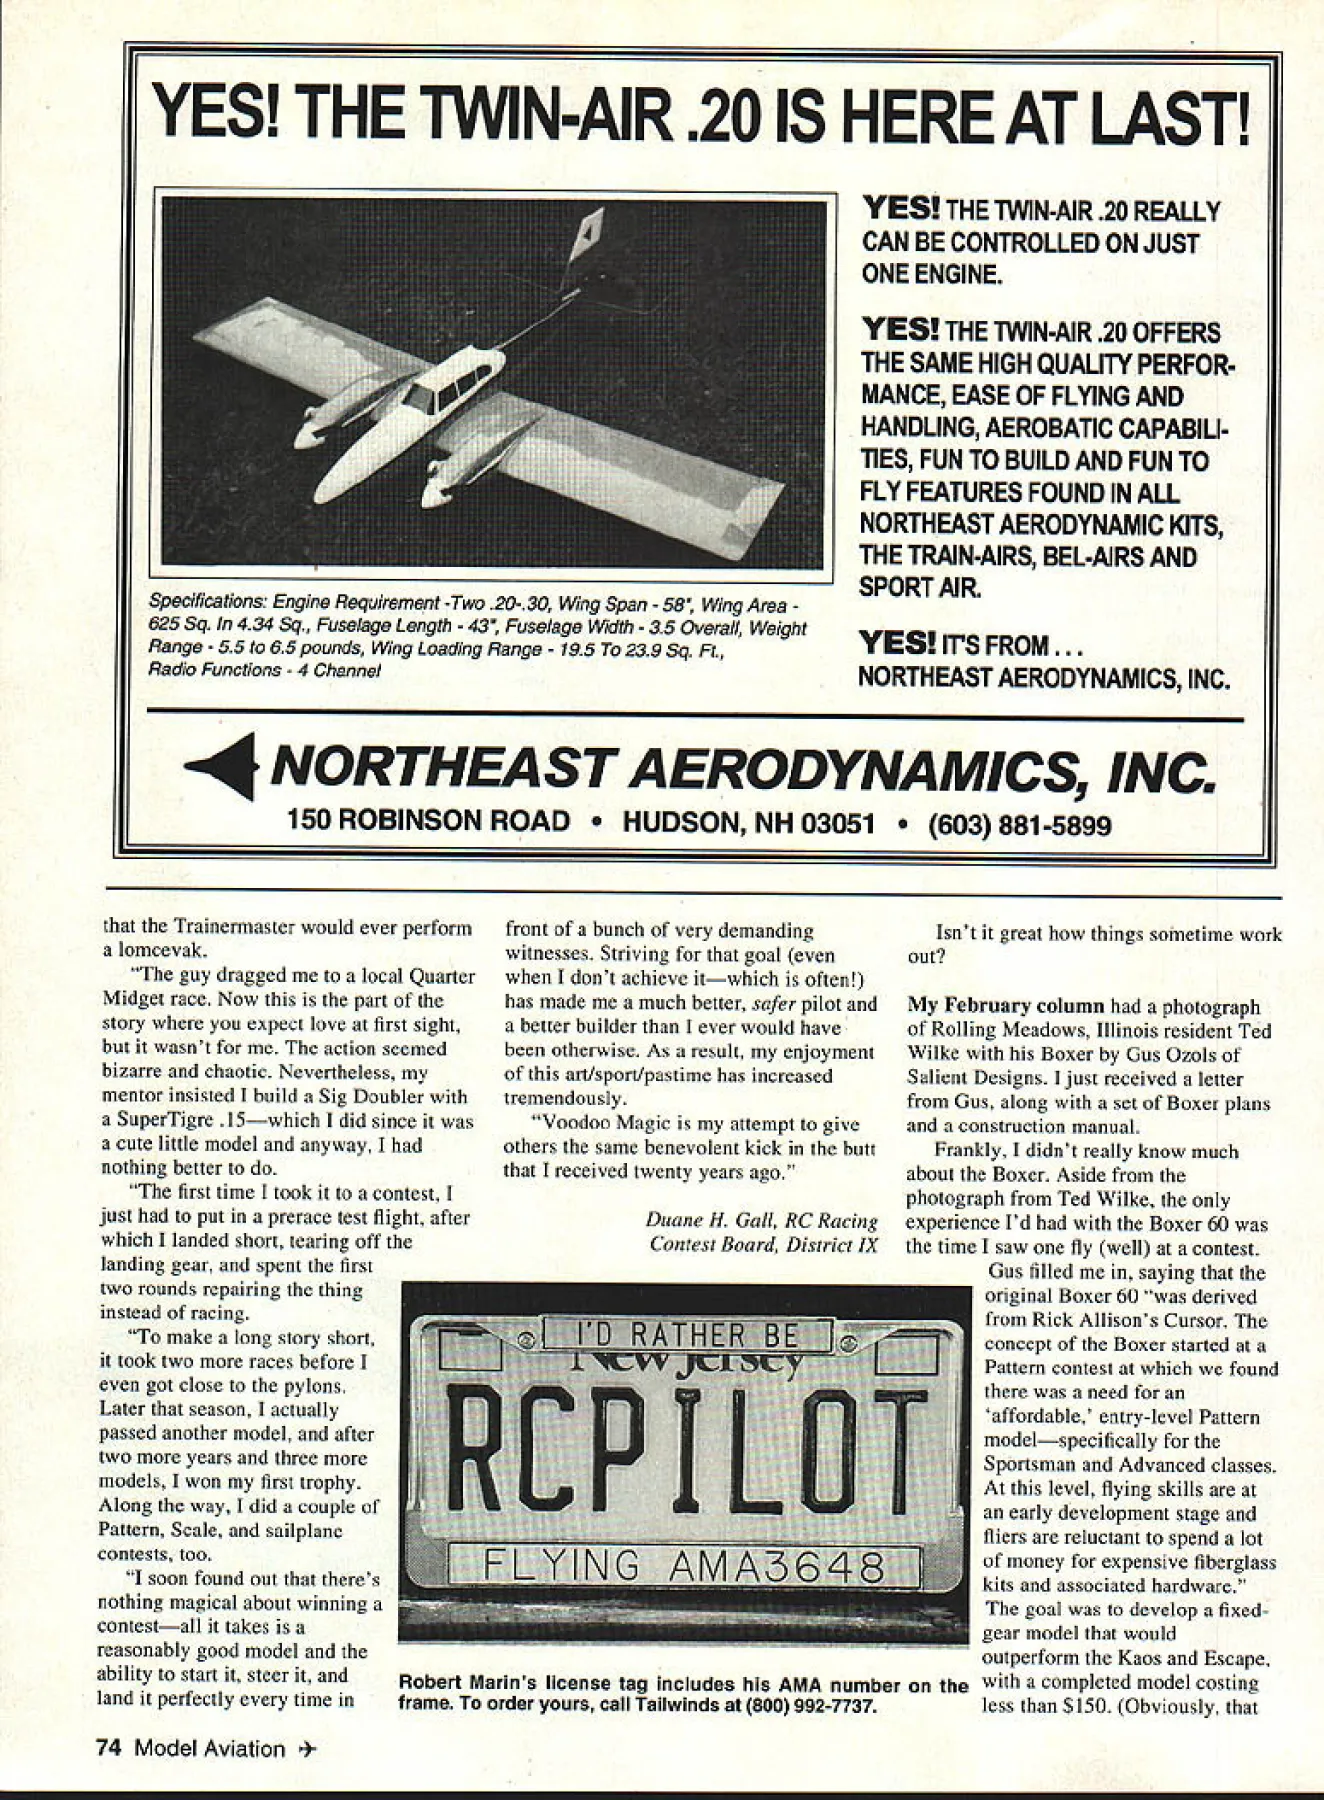 YES! THE TWIN-AIR .20 IS HERE AT LAST!
YES! THE TWIN-AIR .20 REALLY
CAN BE CONTROLLED ON JUST
ONE ENGINE.
YES! THE TWIN-AIR .20 OFFERS
THE SAME HIGH QUALITY PERFOR-
MANCE, EASE OF FLYING AND
HANDLING, AEROBATIC CAPABILI-
TIES, FUN TO BUILD AND FUN TO
FLY FEATURES FOUND IN ALL
NORTHEAST AERODYNAMIC KITS,
THE TRAIN-AIRS, BEL-AIRS AND
SPORT AIR.
YES! IT'S FROM . . .
NORTHEAST AERODYNAMICS, INC.
Specifications: Engine Requirement -Two .20-.30, Wing Span - 58", Wing Area -
625 Sq. In 4.34 Sq., Fuselage Length - 43", Fuselage Width - 3.5 Overall, Weight
Range - 5.5 to 6.5 pounds, Wing Loading Range - 19.5 To 23.9 Sq. Ft.,
Radio Functions - 4 Channel
NORTHEAST AERODYNAMICS, INC.
150 ROBINSON ROAD • HUDSON, NH 03051 • (603) 881-5899
that the Trainermaster would ever perform
a lomcevak.
"The guy dragged me to a local Quarter
Midget race. Now this is the part of the
story where you expect love at first sight,
but it wasn't for me. The action seemed
bizarre and chaotic. Nevertheless, my
mentor insisted I build a Sig Doubler with
a SuperTigre .15—which I did since it was
a cute little model and anyway, I had
nothing better to do.
"The first time I took it to a contest, I
just had to put in a prerace test flight, after
which I landed short, tearing off the
landing gear, and spent the first
two rounds repairing the thing
instead of racing.
"To make a long story short,
it took two more races before I
even got close to the pylons.
Later that season, I actually
passed another model, and after
two more years and three more
models, I won my first trophy.
Along the way, I did a couple of
Pattern, Scale, and sailplane
contests, too.
"I soon found out that there's
nothing magical about winning a
contest—all it takes is a
reasonably good model and the
ability to start it, steer it, and
land it perfectly every time in
front of a bunch of very demanding
witnesses. Striving for that goal (even
when I don't achieve it—which is often!)
has made me a much better, safer pilot and
a better builder than I ever would have
been otherwise. As a result, my enjoyment
of this art/sport/pastime has increased
tremendously.
"Voodoo Magic is my attempt to give
others the same benevolent kick in the butt
that I received twenty years ago."
Duane H. Gall, RC Racing
Contest Board, District IX
I'D RATHER BE
New Jersey
RCPILOT
FLYING AMA3648
Robert Marin's license tag includes his AMA number on the
frame. To order yours, call Tailwinds at (800) 992-7737.
Isn't it great how things sometime work
out?
My February column had a photograph
of Rolling Meadows, Illinois resident Ted
Wilke with his Boxer by Gus Ozols of
Salient Designs. I just received a letter
from Gus, along with a set of Boxer plans
and a construction manual.
Frankly, I didn't really know much
about the Boxer. Aside from the
photograph from Ted Wilke, the only
experience I'd had with the Boxer 60 was
the time I saw one fly (well) at a contest.
Gus filled me in, saying that the
original Boxer 60 "was derived
from Rick Allison's Cursor. The
concept of the Boxer started at a
Pattern contest at which we found
there was a need for an
'affordable,' entry-level Pattern
model—specifically for the
Sportsman and Advanced classes.
At this level, flying skills are at
an early development stage and
fliers are reluctant to spend a lot
of money for expensive fiberglass
kits and associated hardware."
The goal was to develop a fixed-
gear model that would
outperform the Kaos and Escape,
with a completed model costing
less than $150. (Obviously, that
74 Model Aviation